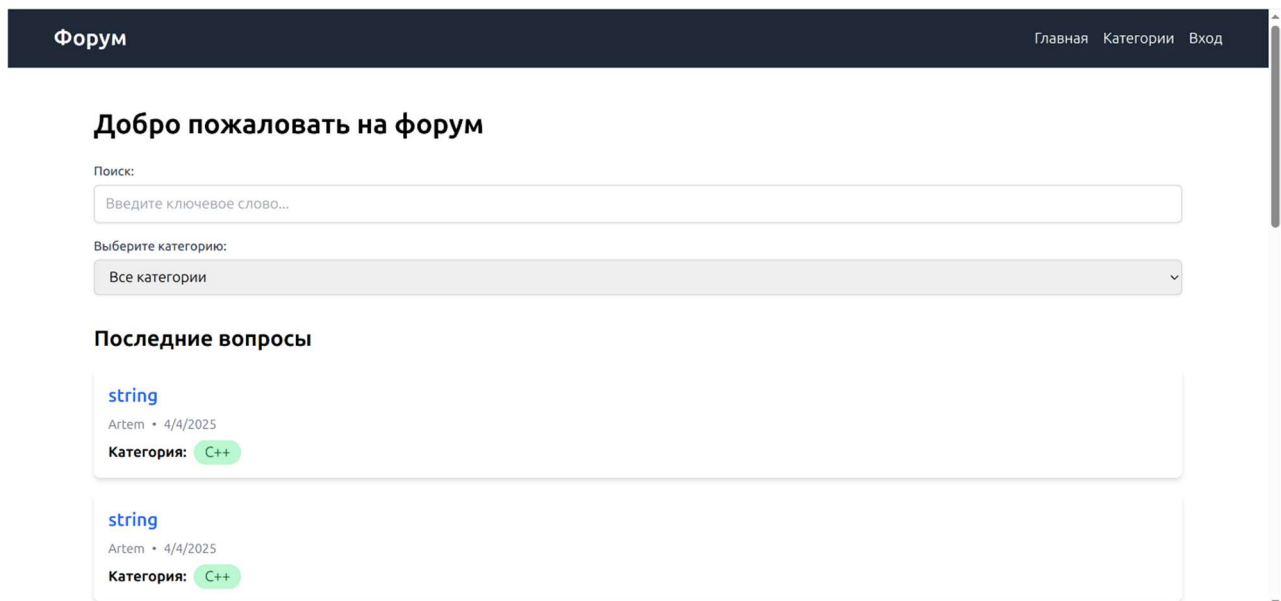 Форум
Главная Категории Вход
Добро пожаловать на форум
Поиск:
Введите ключевое слово...
Выберите категорию:
Все категории
Последние вопросы
string
Artem • 4/4/2025
Категория: C++
string
Artem • 4/4/2025
Категория: C++